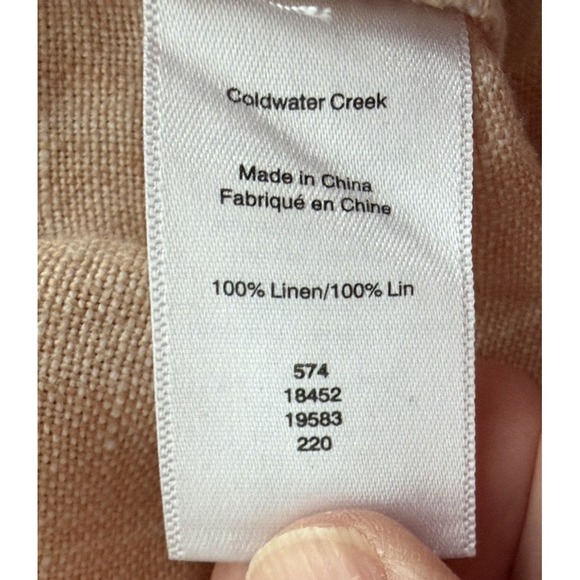 Coldwater Creek
Made in China
Fabriqué en Chine
100% Linen/100% Lin
574
18452
19583
220